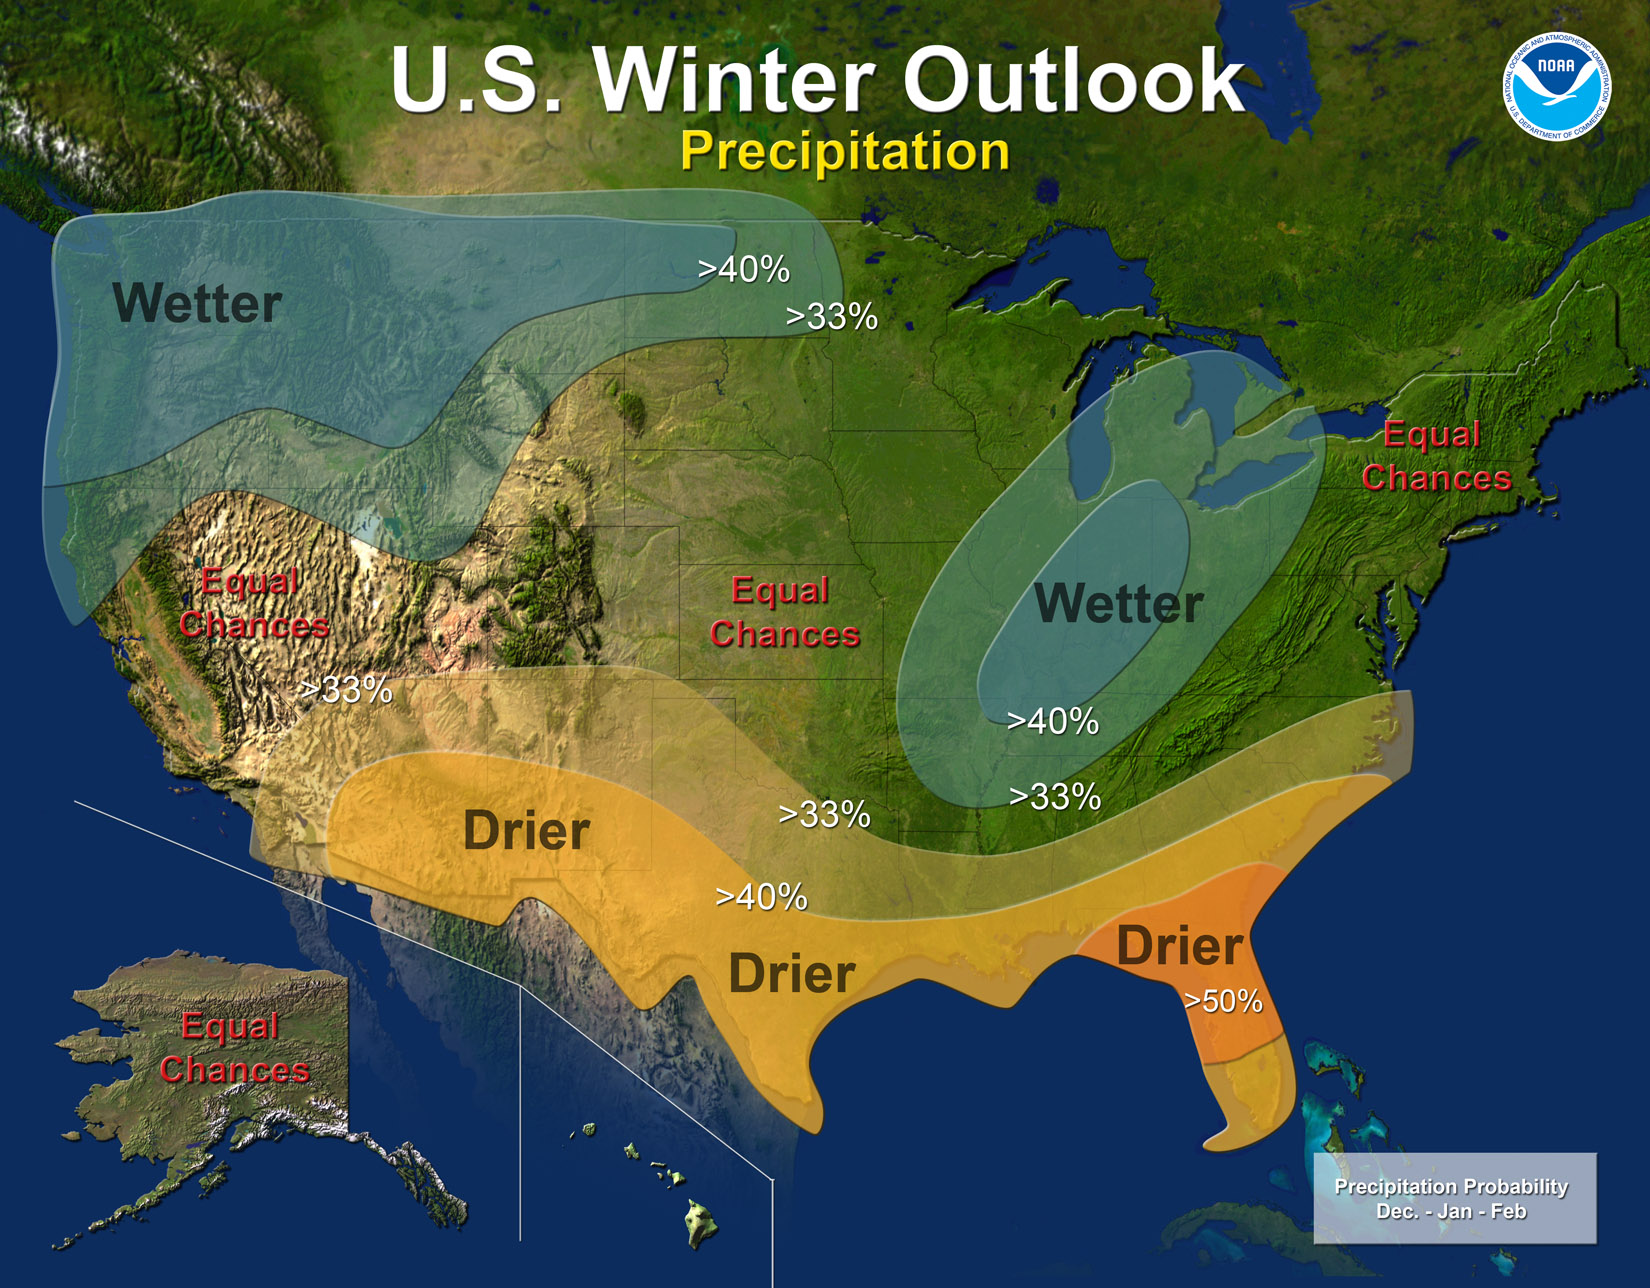 U.S. Winter Outlook
Precipitation
NATIONAL OCEANIC AND ATMOSPHERIC ADMINISTRATION
NOAA
U.S. DEPARTMENT OF COMMERCE
>40%
Wetter
>33%
Equal
Chances
Equal
Chances
Equal
Chances
Wetter
>33%
>40%
>33%
>33%
Drier
>40%
Drier
Drier
>50%
Equal
Chances
Precipitation Probability
Dec. - Jan - Feb